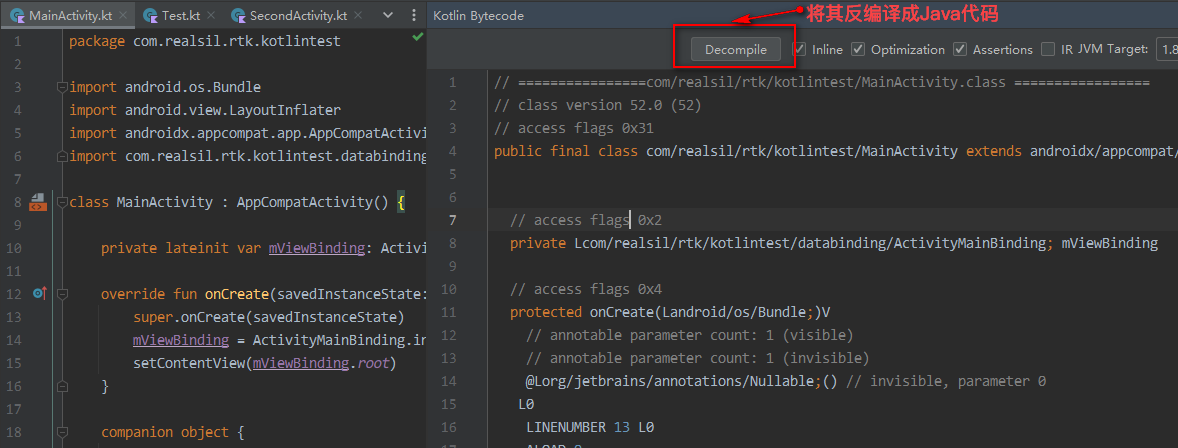 MainActivity.kt
Test.kt
SecondActivity.kt
Kotlin Bytecode
将其反编译成Java代码
Decompile
Inline
Optimization
Assertions
IR
JVM Target:
1.8
1 package com.realsil.rtk.kotlintest
2
3 import android.os.Bundle
4 import android.view.LayoutInflater
5 import androidx.appcompat.app.AppCompatActivi
6 import com.realsil.rtk.kotlintest.databinding
7
8 class MainActivity : AppCompatActivity() {
9
10 private lateinit var mViewBinding: Activi
11
12 override fun onCreate(savedInstanceState:
13 super.onCreate(savedInstanceState)
14 mViewBinding = ActivityMainBinding.in
15 setContentView(mViewBinding.root)
16 }
17
18 companion object {
1 // ================com/realsil/rtk/kotlintest/MainActivity.class =================
2 // class version 52.0 (52)
3 // access flags 0x31
4 public final class com/realsil/rtk/kotlintest/MainActivity extends androidx/appcompat/
5
6
7 // access flags 0x2
8 private Lcom/realsil/rtk/kotlintest/databinding/ActivityMainBinding; mViewBinding
9
10 // access flags 0x4
11 protected onCreate(Landroid/os/Bundle;)V
12 // annotable parameter count: 1 (visible)
13 // annotable parameter count: 1 (invisible)
14 @Lorg/jetbrains/annotations/Nullable;() // invisible, parameter 0
15 L0
16 LINENUMBER 13 L0
17 ALOAD 0